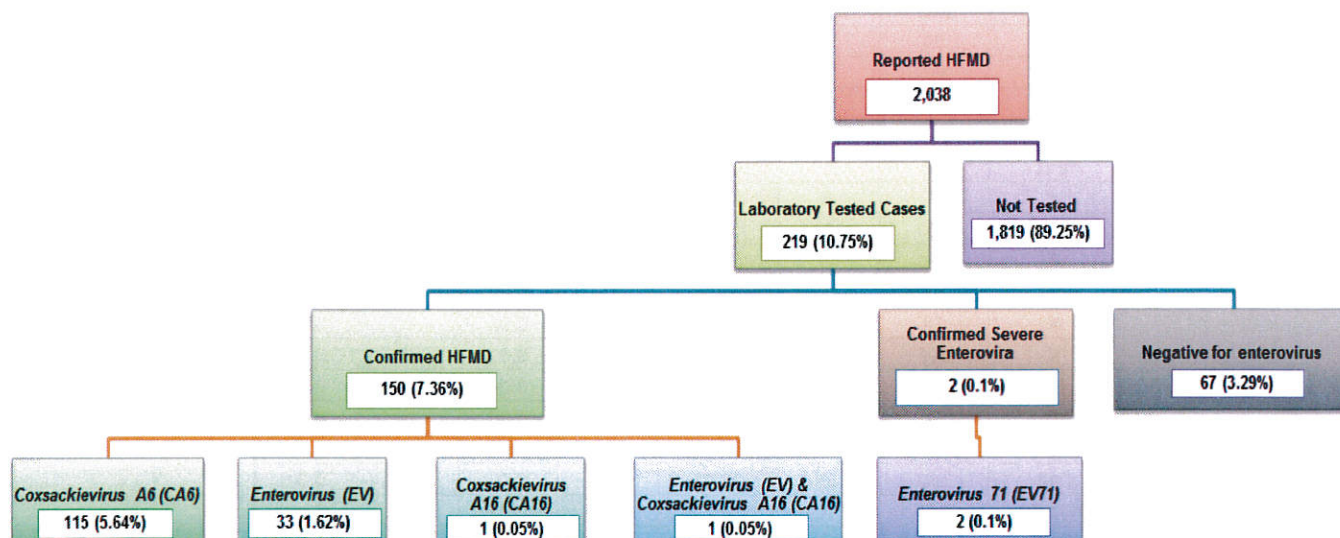 Reported HFMD
2,038
Laboratory Tested Cases
219 (10.75%)
Not Tested
1,819 (89.25%)
Confirmed HFMD
150 (7.36%)
Confirmed Severe
Enterovira
2 (0.1%)
Negative for enterovirus
67 (3.29%)
Coxsackievirus A6 (CA6)
115 (5.64%)
Enterovirus (EV)
33 (1.62%)
Coxsackievirus
A16 (CA16)
1 (0.05%)
Enterovirus (EV) &
Coxsackievirus A16 (CA16)
1 (0.05%)
Enterovirus 71 (EV71)
2 (0.1%)